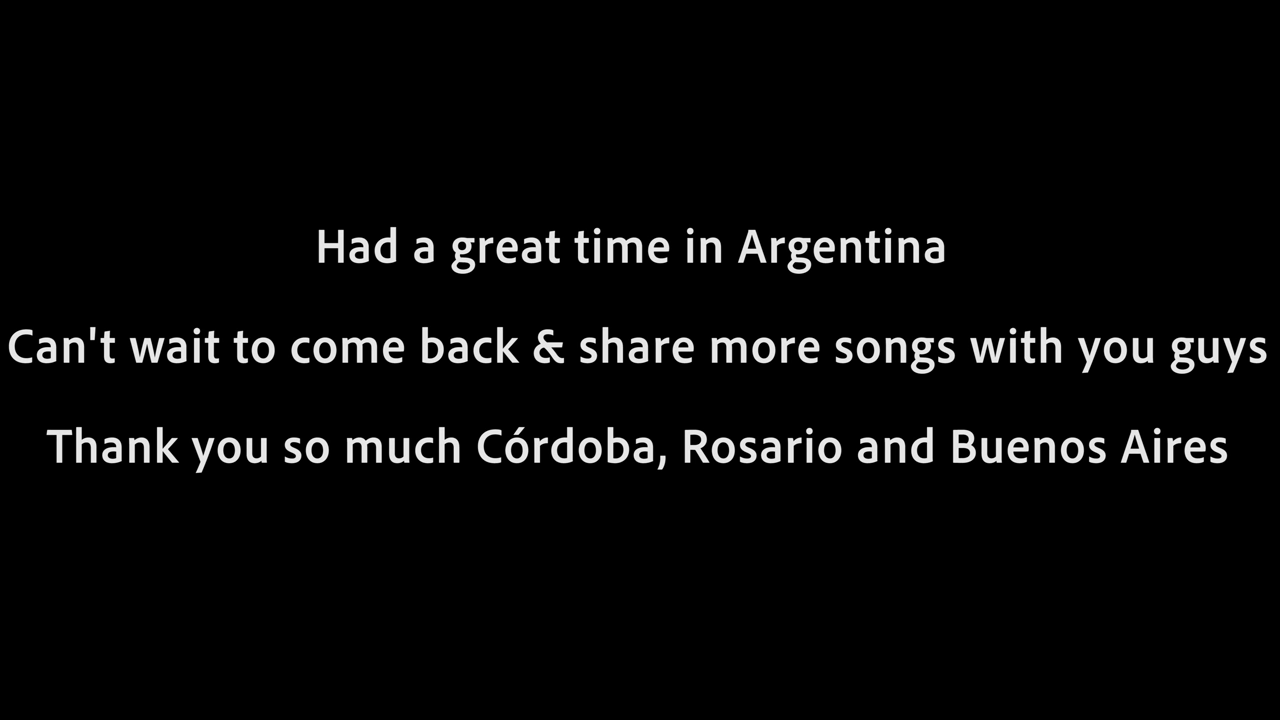 Had a great time in Argentina
Can't wait to come back & share more songs with you guys
Thank you so much Córdoba, Rosario and Buenos Aires